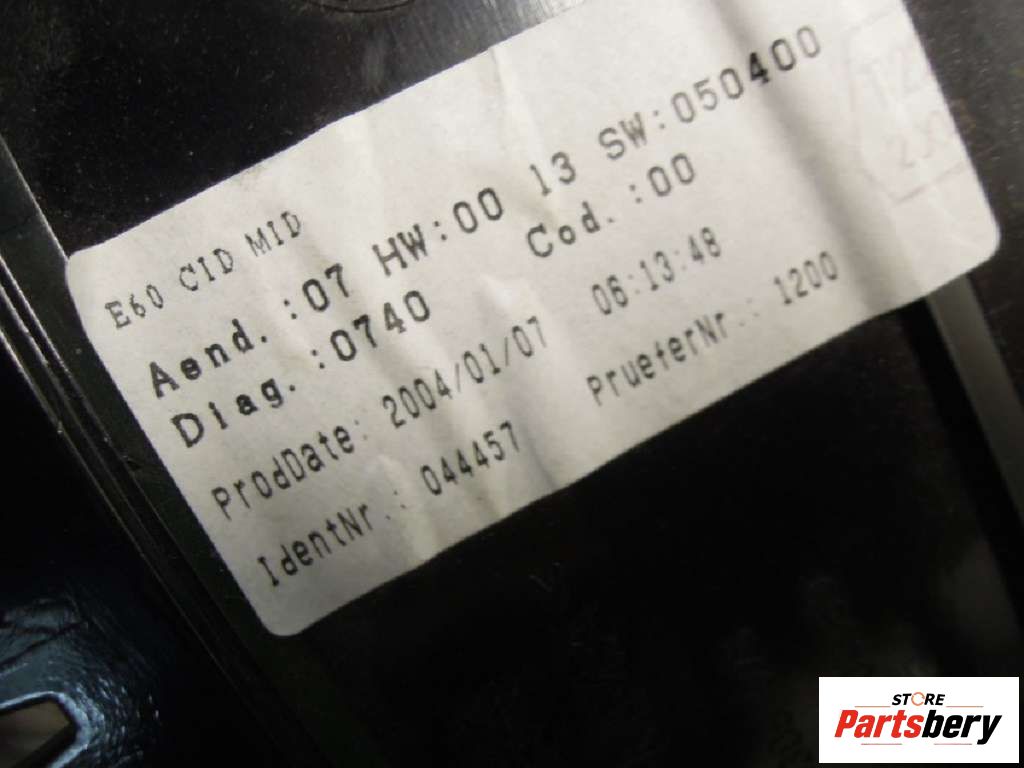 E60 CID MID
Aend. :07 HW:00 13 SW:050400
Diag. :0740 Cod. :00
ProdDate: 2004/01/07 06:13:48
IdentNr.: 044457 PrueferNr.: 1200
STORE
Partsbery